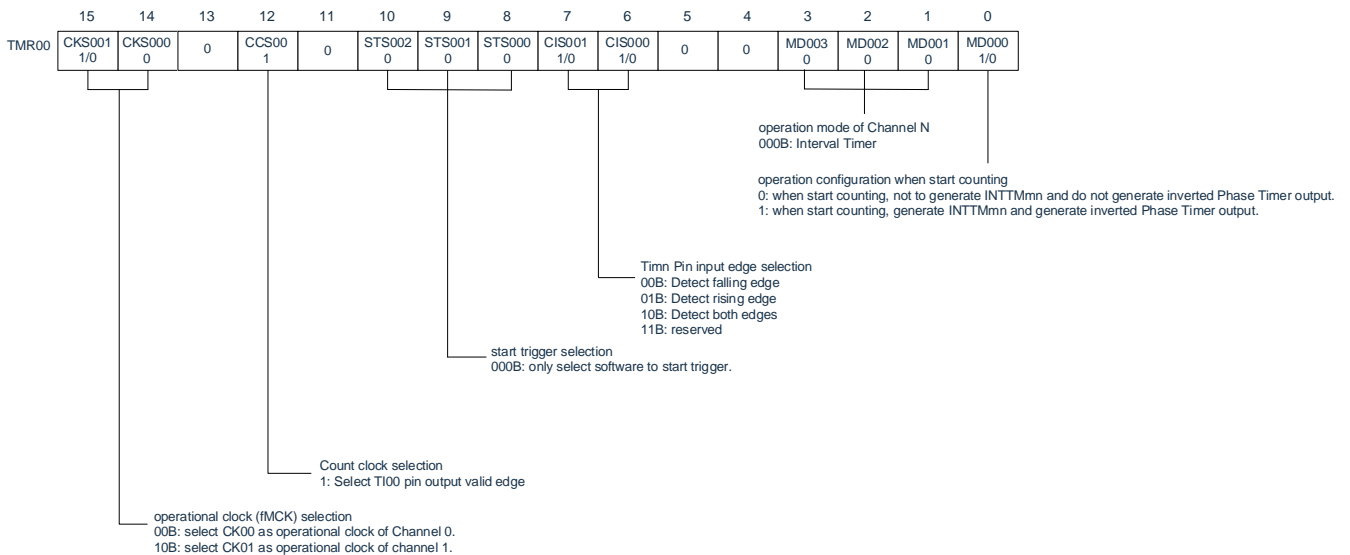 15 14 13 12 11 10 9 8 7 6 5 4 3 2 1 0
TMR00 CKS001 CKS000 0 CCS00 0 STS002 STS001 STS000 CIS001 CIS000 0 0 MD003 MD002 MD001 MD000
1/0 0 1 0 0 0 1/0 1/0 0 0 0 1/0
operation mode of Channel N
000B: Interval Timer
operation configuration when start counting
0: when start counting, not to generate INTTMmn and do not generate inverted Phase Timer output.
1: when start counting, generate INTTMmn and generate inverted Phase Timer output.
Timn Pin input edge selection
00B: Detect falling edge
01B: Detect rising edge
10B: Detect both edges
11B: reserved
start trigger selection
000B: only select software to start trigger.
Count clock selection
1: Select TI00 pin output valid edge
operational clock (fMCK) selection
00B: select CK00 as operational clock of Channel 0.
10B: select CK01 as operational clock of channel 1.